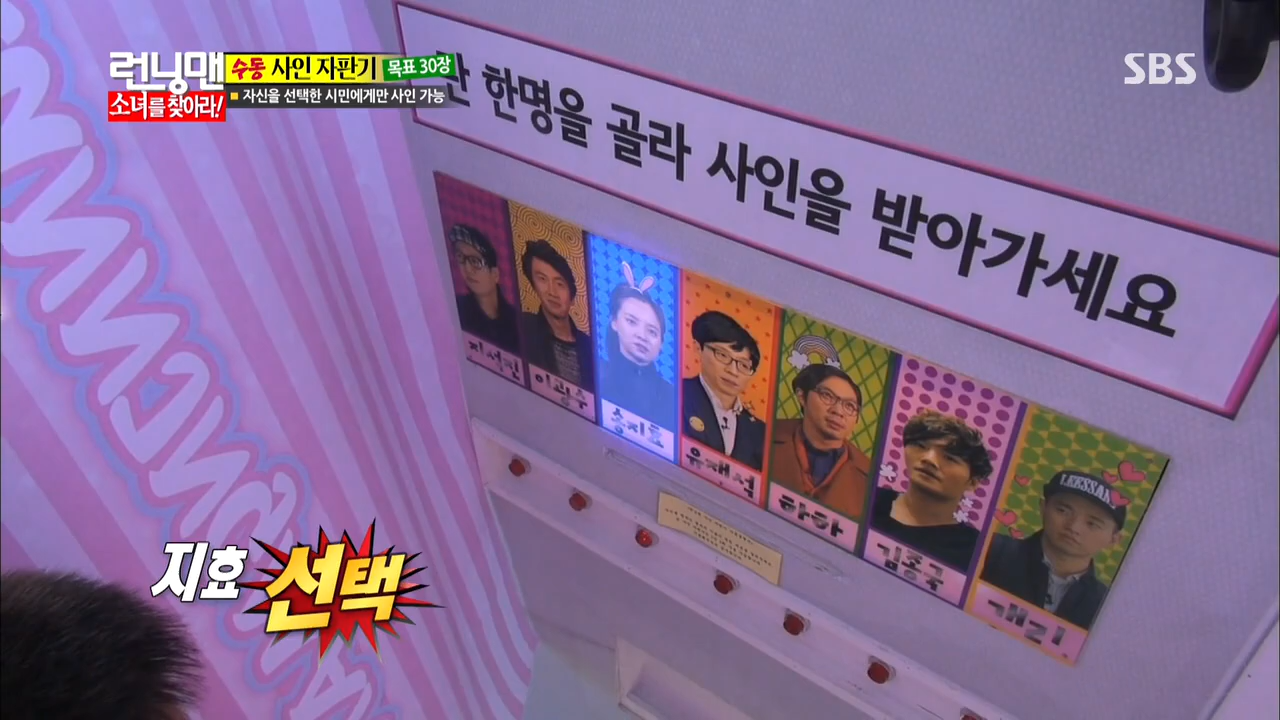 런닝맨 수동 사인 자판기 목표 30장
소녀를 찾아라! 자신을 선택한 시민에게만 사인 가능
SBS
한명을 골라 사인을 받아가세요
지석진 이광수 송지효 유재석 하하 김종국 개리
LEESSANG
지효 선택